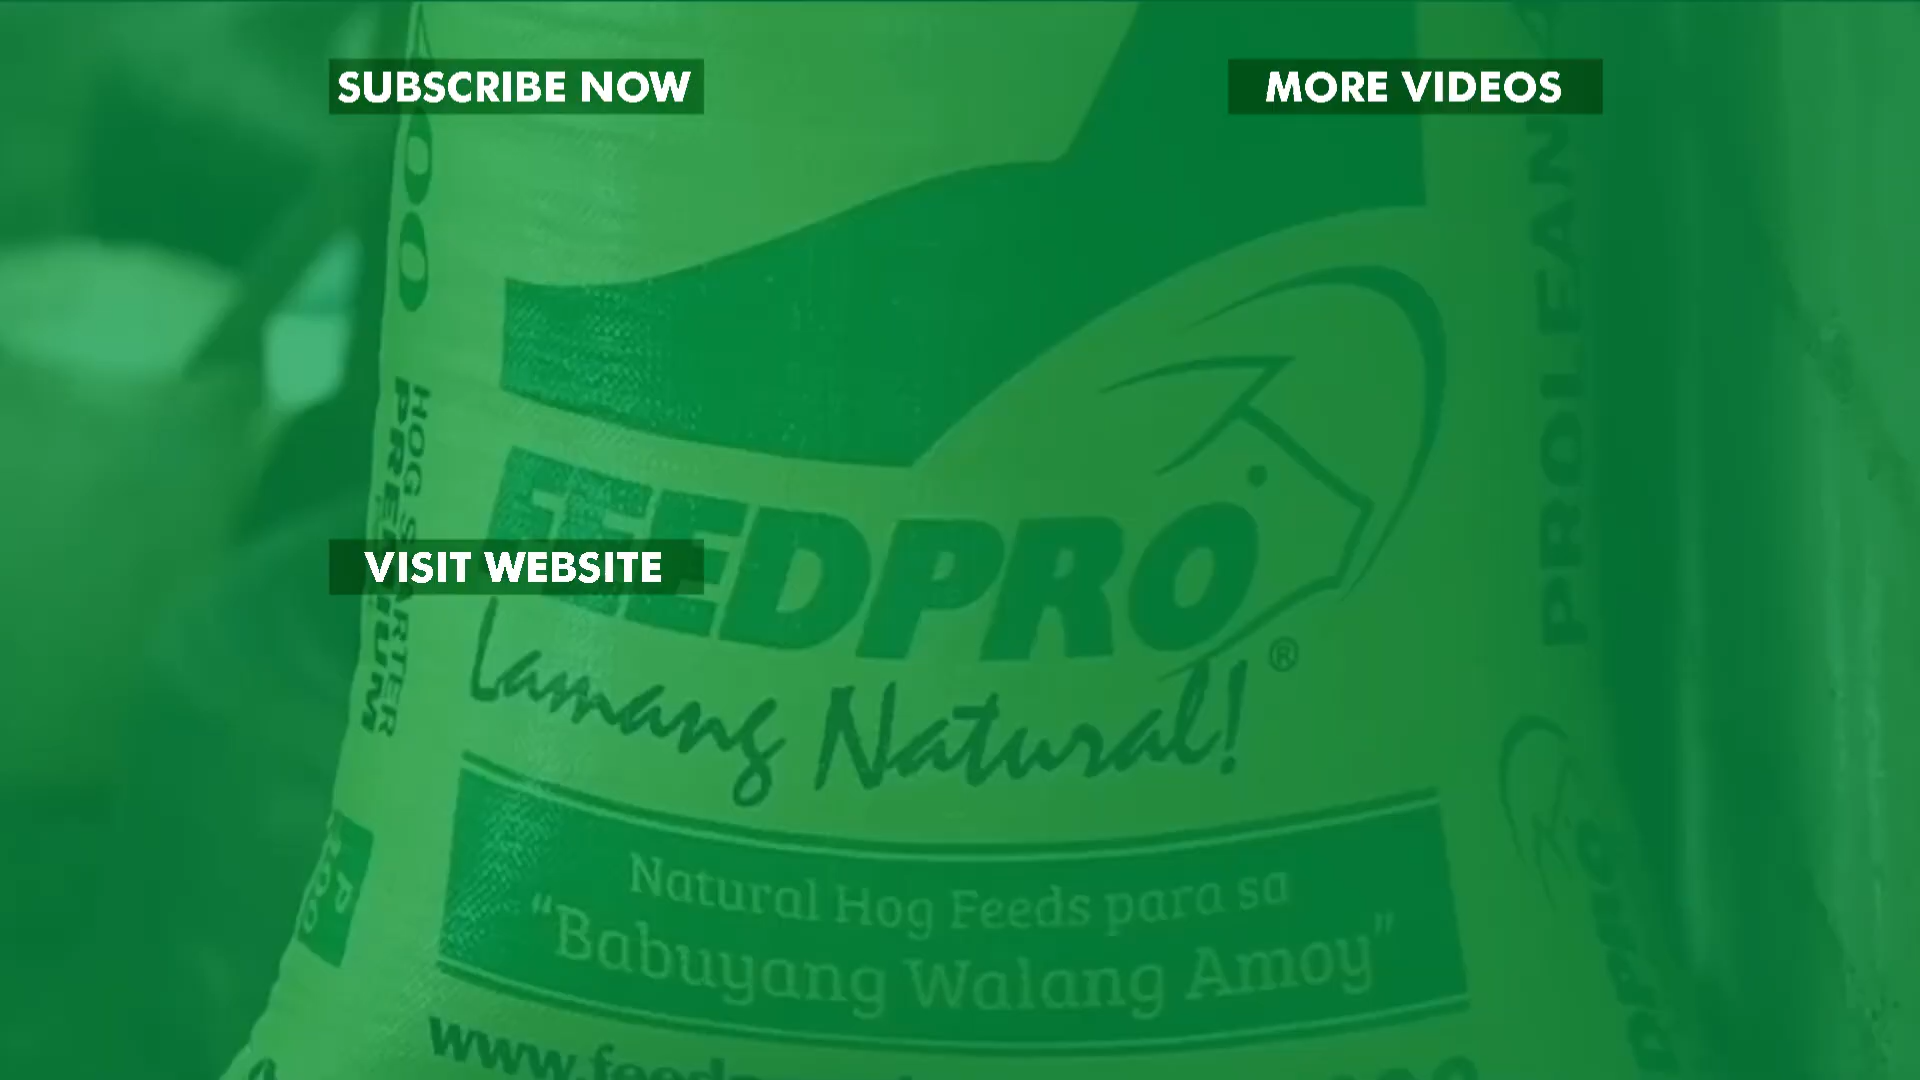 SUBSCRIBE NOW
MORE VIDEOS
VISIT WEBSITE
HOG STARTER
PREMIUM
FEEDPRO
®
Lamang Natural!
PROLEAN
Natural Hog Feeds para sa
"Babuyang Walang Amoy"